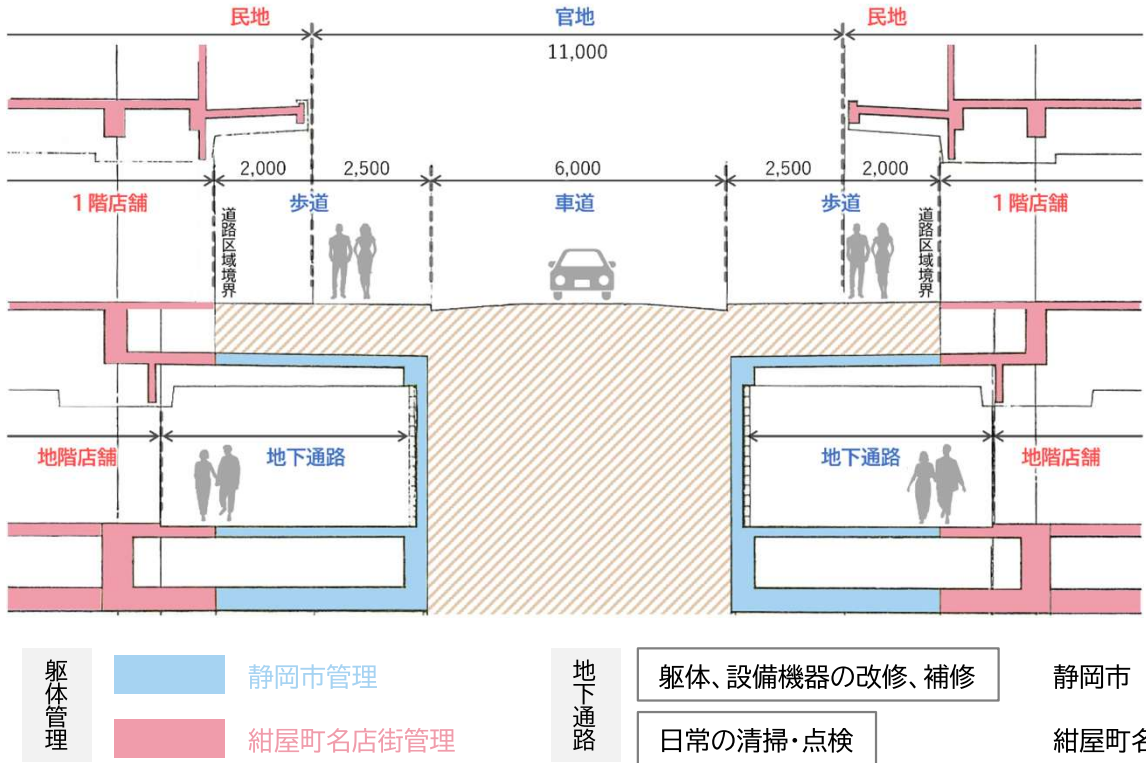 民地
官地
民地
11,000
2,000
2,500
6,000
2,500
2,000
1階店舗
歩道
車道
歩道
1階店舗
道路区域境界
道路区域境界
地階店舗
地下通路
地下通路
地階店舗
躯体管理
静岡市管理
紺屋町名店街管理
地下通路
躯体、設備機器の改修、補修
静岡市
日常の清掃・点検
紺屋町名